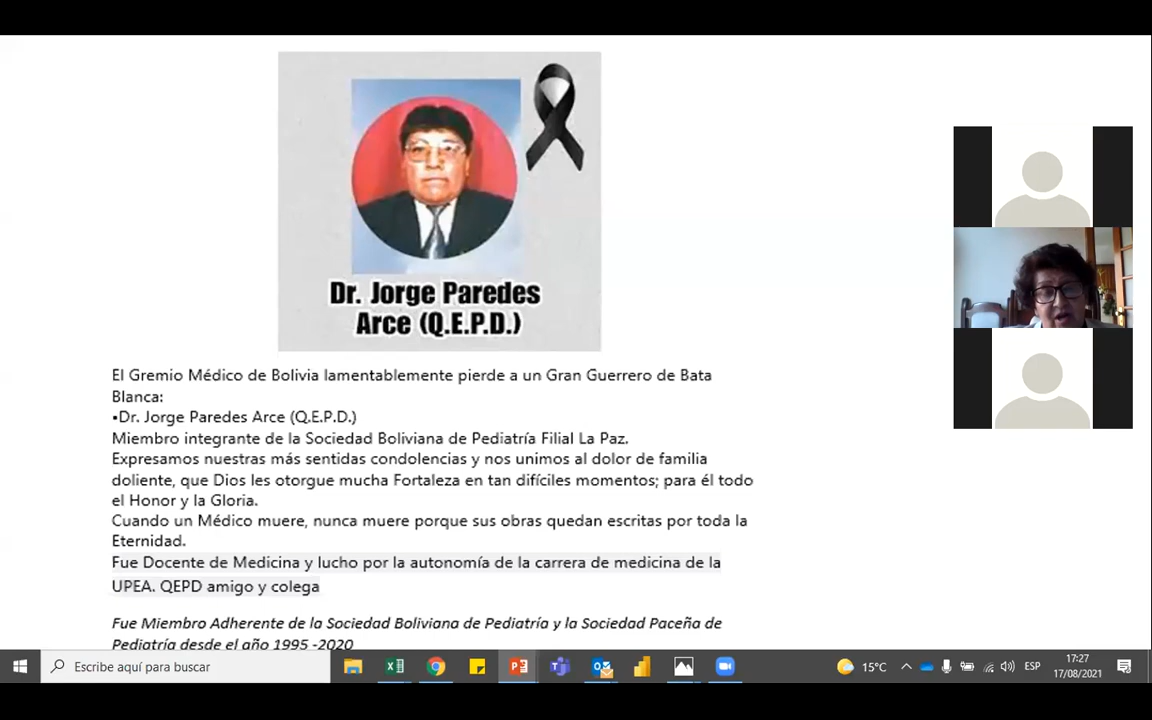 Dr. Jorge Paredes
Arce (Q.E.P.D.)
El Gremio Médico de Bolivia lamentablemente pierde a un Gran Guerrero de Bata
Blanca:
▪Dr. Jorge Paredes Arce (Q.E.P.D.)
Miembro integrante de la Sociedad Boliviana de Pediatría Filial La Paz.
Expresamos nuestras más sentidas condolencias y nos unimos al dolor de familia
doliente, que Dios les otorgue mucha Fortaleza en tan difíciles momentos; para él todo
el Honor y la Gloria.
Cuando un Médico muere, nunca muere porque sus obras quedan escritas por toda la
Eternidad.
Fue Docente de Medicina y lucho por la autonomía de la carrera de medicina de la
UPEA. QEPD amigo y colega
Fue Miembro Adherente de la Sociedad Boliviana de Pediatría y la Sociedad Paceña de
Pediatría desde el año 1995 -2020
Escribe aquí para buscar
15°C
ESP
17:27
17/08/2021